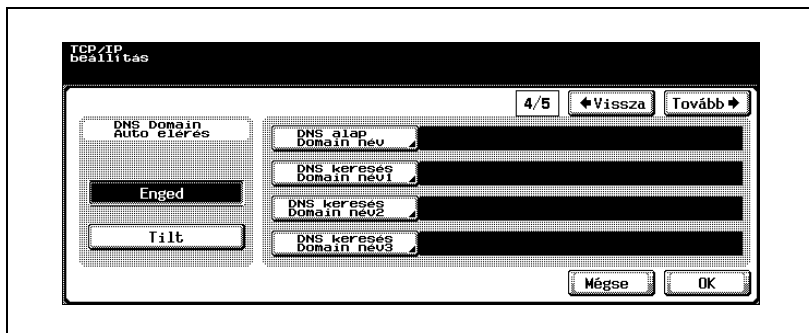 TCP/IP
beállítás
4/5
Vissza
Tovább
DNS Domain
Auto elérés
Enged
Tilt
DNS alap
Domain név
DNS keresés
Domain név1
DNS keresés
Domain név2
DNS keresés
Domain név3
Mégse
OK